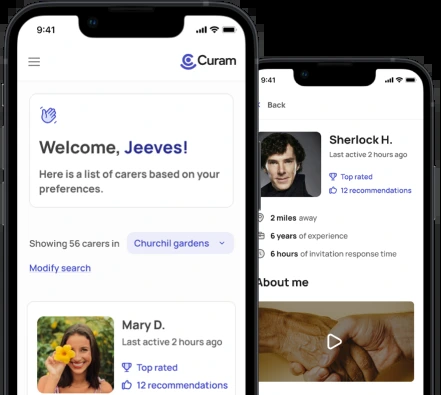 9:41
Curam
Welcome, Jeeves!
Here is a list of carers based on your
preferences.
Showing 56 carers in
Churchil gardens
Modify search
Mary D.
Last active 2 hours ago
Top rated
12 recommendations
9:41
Back
Sherlock H.
Last active 2 hours ago
Top rated
12 recommendations
2 miles away
6 years of experience
6 hours of invitation response time
About me